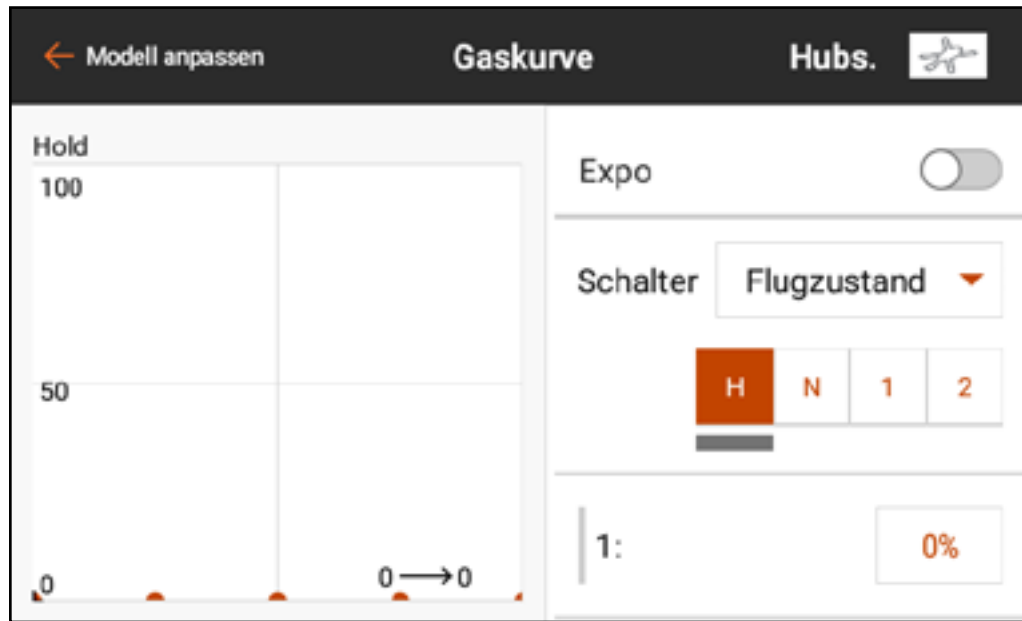 Modell anpassen
Gaskurve
Hubs.
Hold
100
50
0
0 → 0
Expo
Schalter
Flugzustand
H N 1 2
1:
0%